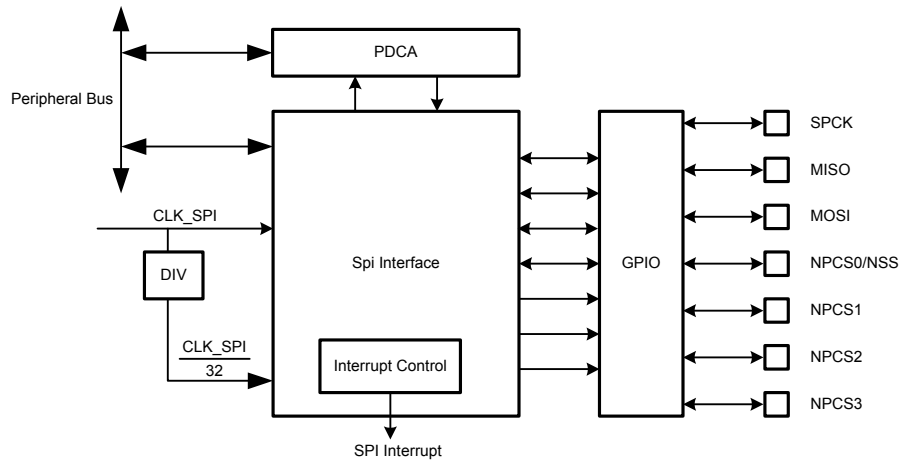 PDCA
Peripheral Bus
SPCK
MISO
CLK_SPI
MOSI
Spi Interface
GPIO
NPCS0/NSS
DIV
NPCS1
CLK_SPI
32
Interrupt Control
NPCS2
NPCS3
SPI Interrupt